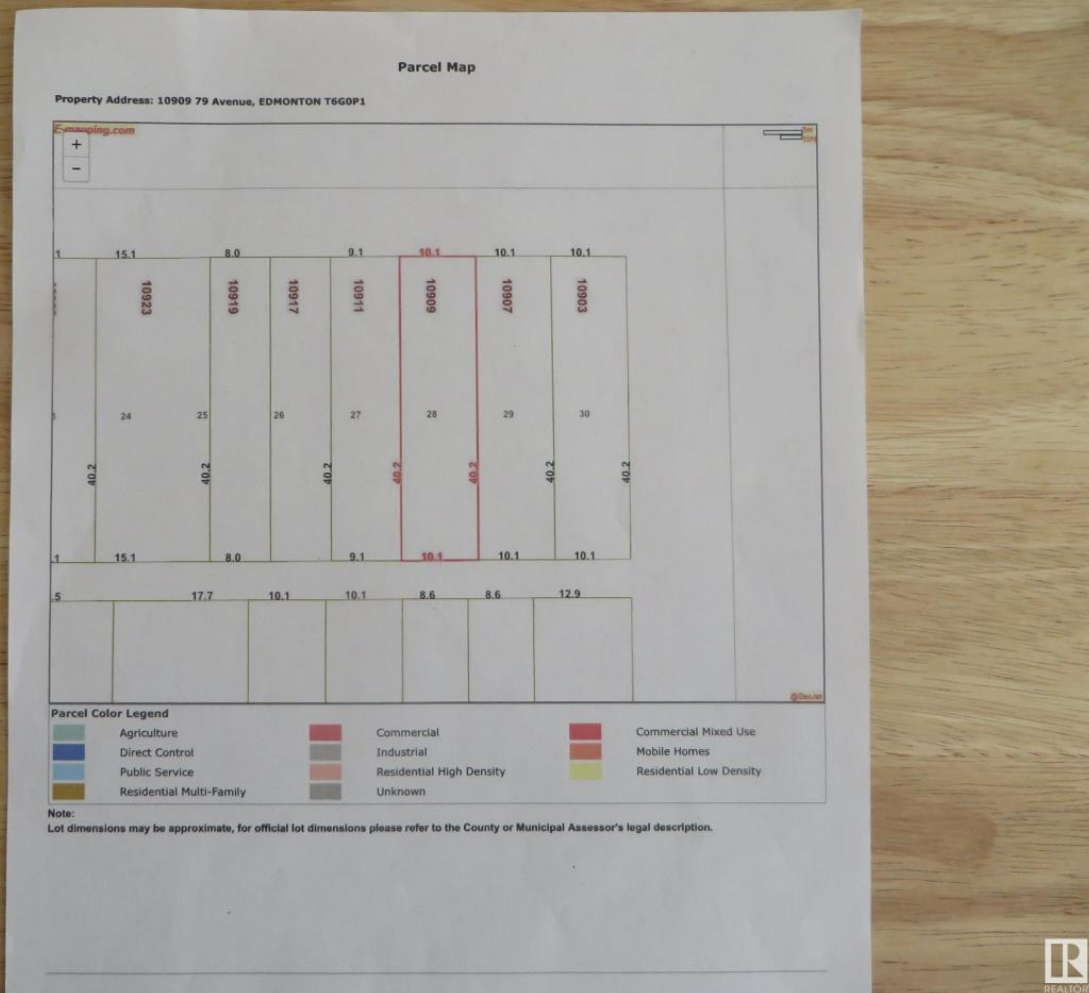 Parcel Map
Property Address: 10909 79 Avenue, EDMONTON T6G0P1
E-mapping.com
+
−
1 15.1 8.0 9.1 10.1 10.1 10.1
10923 10919 10917 10911 10909 10907 10903
24 25 26 27 28 29 30
40.2 40.2 40.2 40.2 40.2 40.2 40.2
.1 15.1 8.0 9.1 10.1 10.1 10.1
.5 17.7 10.1 10.1 8.6 8.6 12.9
Parcel Color Legend
Agriculture Commercial Commercial Mixed Use
Direct Control Industrial Mobile Homes
Public Service Residential High Density Residential Low Density
Residential Multi-Family Unknown
Note:
Lot dimensions may be approximate, for official lot dimensions please refer to the County or Municipal Assessor's legal description.
R
REALTOR